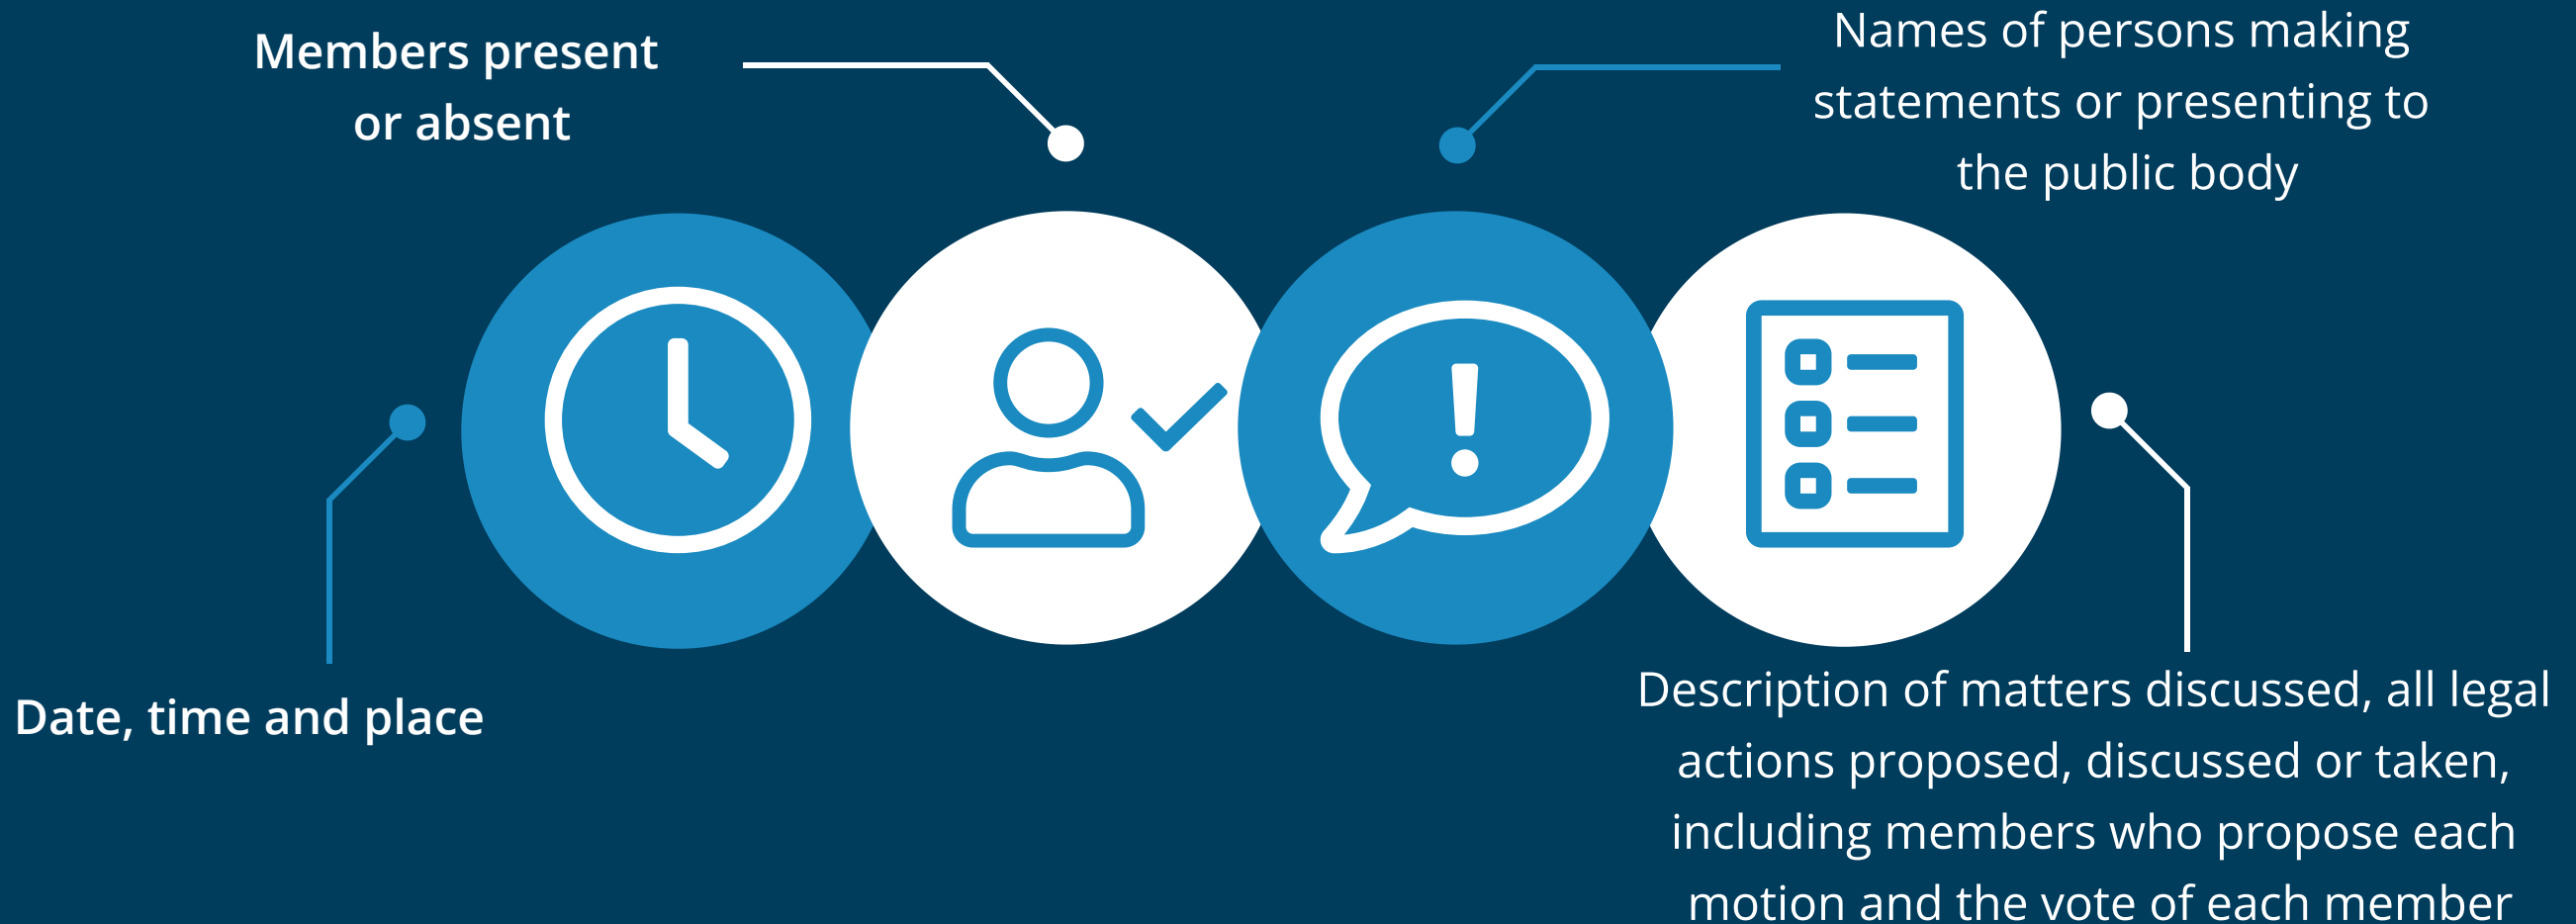 Members present
or absent
Names of persons making
statements or presenting to
the public body
Date, time and place
Description of matters discussed, all legal
actions proposed, discussed or taken,
including members who propose each
motion and the vote of each member